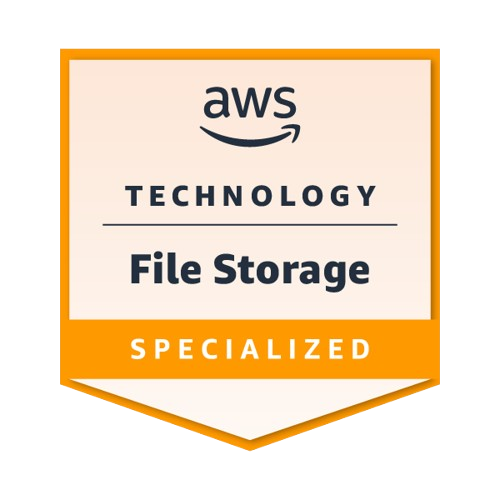 aws
TECHNOLOGY
File Storage
SPECIALIZED